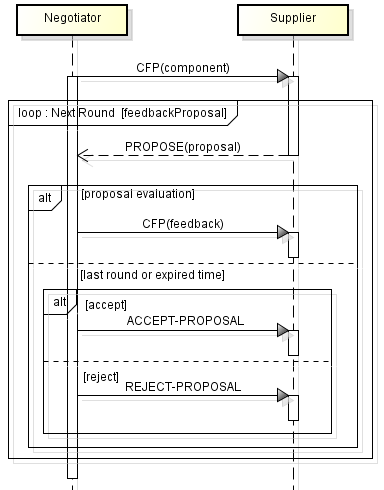 Negotiator
Supplier
CFP(component)
loop : Next Round [feedbackProposal]
PROPOSE(proposal)
alt
[proposal evaluation]
CFP(feedback)
[last round or expired time]
alt
[accept]
ACCEPT-PROPOSAL
[reject]
REJECT-PROPOSAL